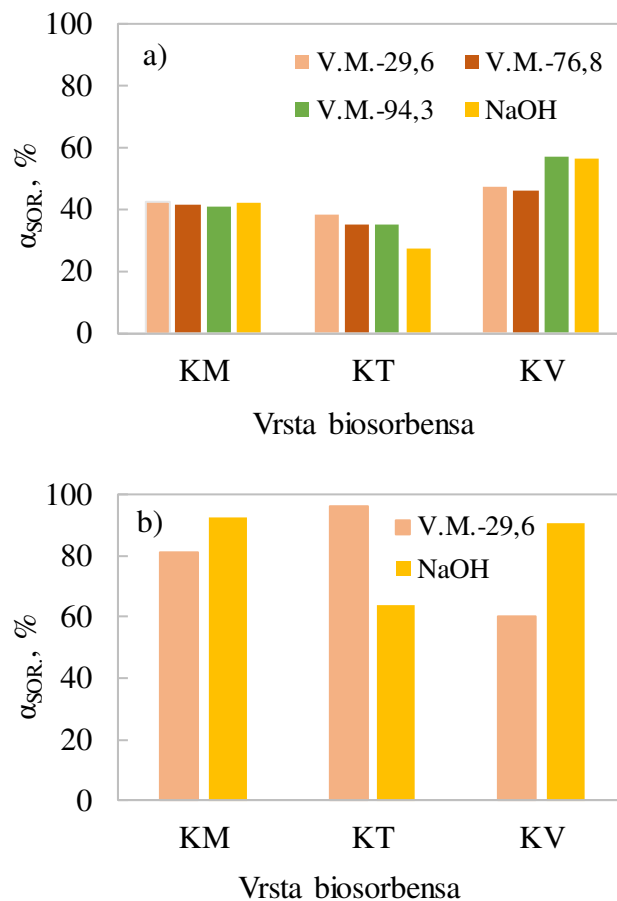 a)
V.M.-29,6 V.M.-76,8
V.M.-94,3 NaOH
100
80
60
40
20
0
αSOR., %
KM KT KV
Vrsta biosorbensa
b)
V.M.-29,6
NaOH
100
80
60
40
20
0
αSOR., %
KM KT KV
Vrsta biosorbensa